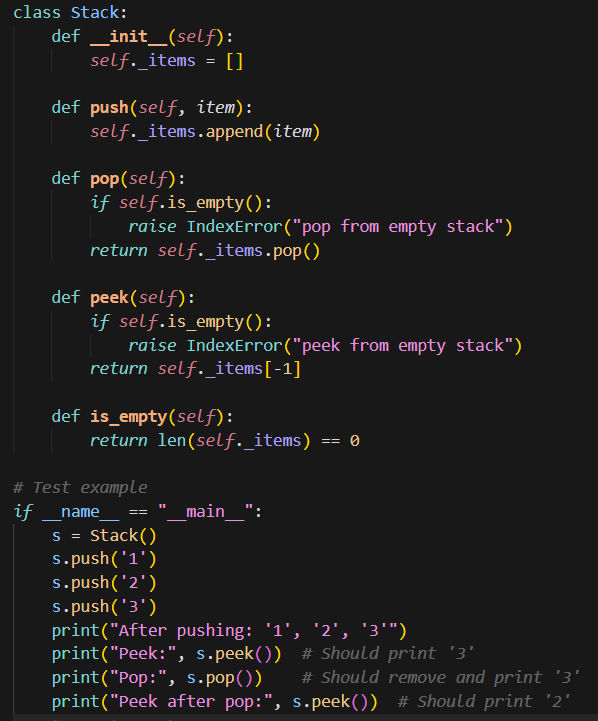 class Stack:
    def __init__(self):
        self._items = []

    def push(self, item):
        self._items.append(item)

    def pop(self):
        if self.is_empty():
            raise IndexError("pop from empty stack")
        return self._items.pop()

    def peek(self):
        if self.is_empty():
            raise IndexError("peek from empty stack")
        return self._items[-1]

    def is_empty(self):
        return len(self._items) == 0

# Test example
if __name__ == "__main__":
    s = Stack()
    s.push('1')
    s.push('2')
    s.push('3')
    print("After pushing: '1', '2', '3'")
    print("Peek:", s.peek())  # Should print '3'
    print("Pop:", s.pop())    # Should remove and print '3'
    print("Peek after pop:", s.peek())  # Should print '2'